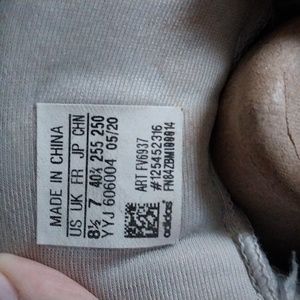 MADE IN CHINA
US UK FR JP CHN
8½ 7 40⅔ 255 250
YYJ 606004 05/20
ART FV6937
#125452316
FN84ZBM100014
adidas